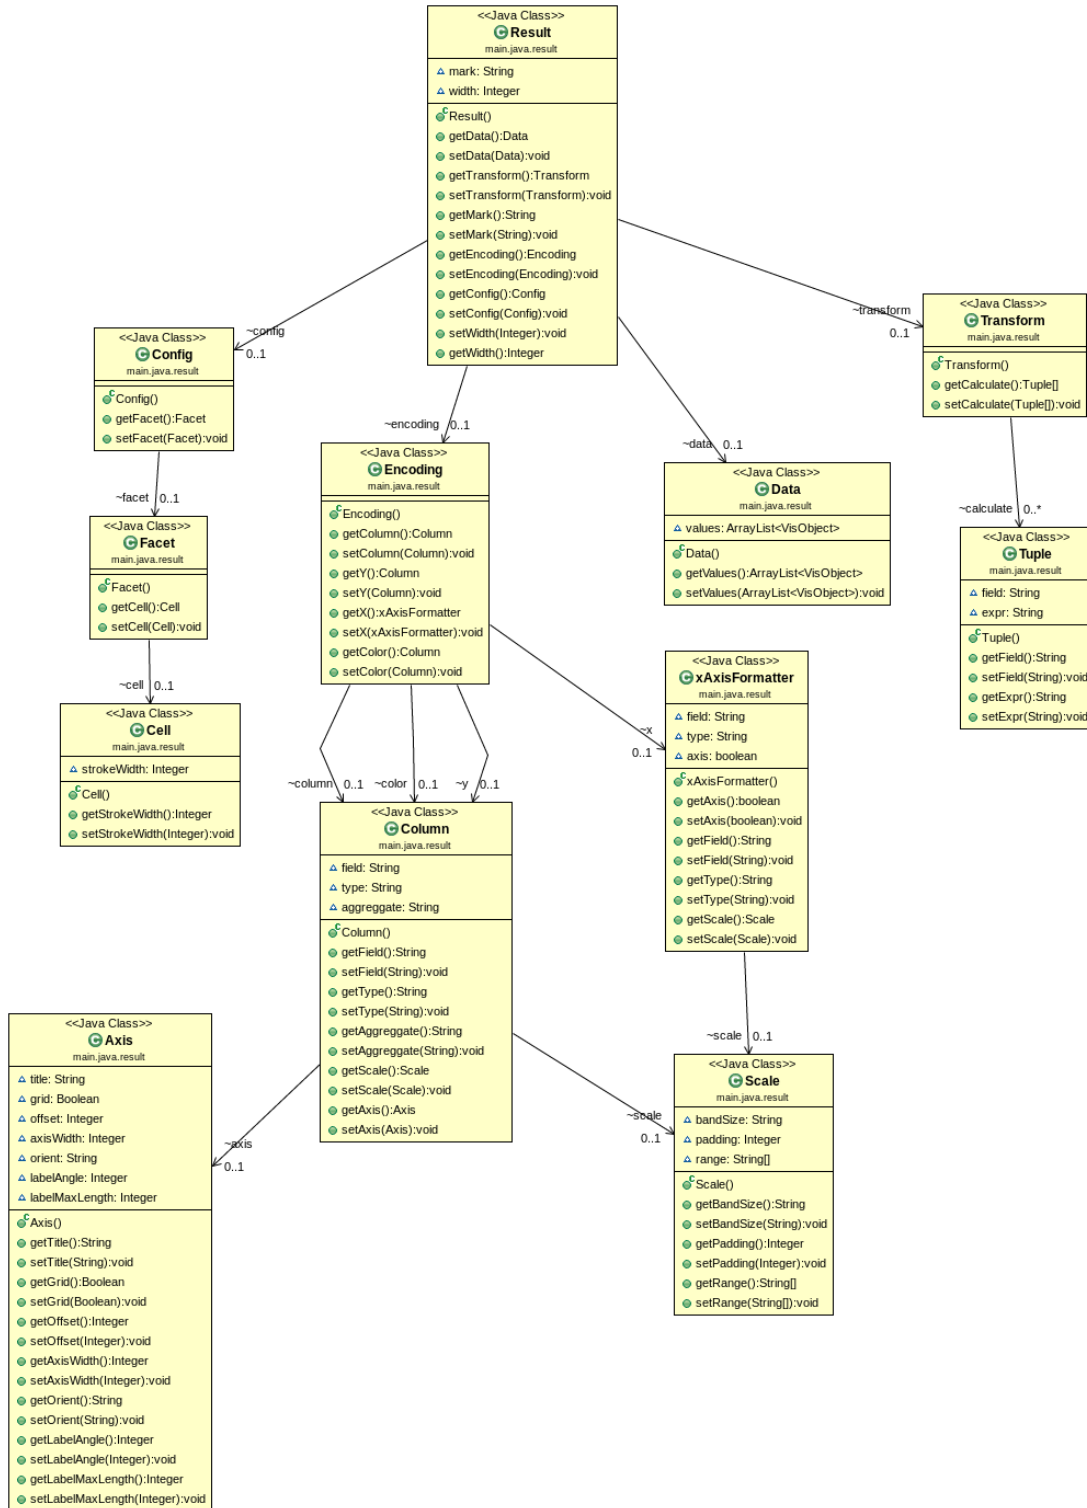 <<Java Class>>
Result
main.java.result
mark: String
width: Integer
Result()
getData():Data
setData(Data):void
getTransform():Transform
setTransform(Transform):void
getMark():String
setMark(String):void
getEncoding():Encoding
setEncoding(Encoding):void
getConfig():Config
setConfig(Config):void
setWidth(Integer):void
getWidth():Integer
~config
0..1
~transform
0..1
~encoding
0..1
~data
0..1
<<Java Class>>
Config
main.java.result
Config()
getFacet():Facet
setFacet(Facet):void
<<Java Class>>
Transform
main.java.result
Transform()
getCalculate():Tuple[]
setCalculate(Tuple[]):void
~facet
0..1
<<Java Class>>
Facet
main.java.result
Facet()
getCell():Cell
setCell(Cell):void
~cell
0..1
<<Java Class>>
Cell
main.java.result
strokeWidth: Integer
Cell()
getStrokeWidth():Integer
setStrokeWidth(Integer):void
<<Java Class>>
Encoding
main.java.result
Encoding()
getColumn():Column
setColumn(Column):void
getY():Column
setY(Column):void
getX():xAxisFormatter
setX(xAxisFormatter):void
getColor():Column
setColor(Column):void
<<Java Class>>
Data
main.java.result
values: ArrayList<VisObject>
Data()
getValues():ArrayList<VisObject>
setValues(ArrayList<VisObject>):void
~calculate
0..*
<<Java Class>>
Tuple
main.java.result
field: String
expr: String
Tuple()
getField():String
setField(String):void
getExpr():String
setExpr(String):void
~x
0..1
<<Java Class>>
xAxisFormatter
main.java.result
field: String
type: String
axis: boolean
xAxisFormatter()
getAxis():boolean
setAxis(boolean):void
getField():String
setField(String):void
getType():String
setType(String):void
getScale():Scale
setScale(Scale):void
~column
0..1
~color
0..1
~y
0..1
<<Java Class>>
Column
main.java.result
field: String
type: String
aggreggate: String
Column()
getField():String
setField(String):void
getType():String
setType(String):void
getAggreggate():String
setAggregate(String):void
getScale():Scale
setScale(Scale):void
getAxis():Axis
setAxis(Axis):void
~axis
0..1
~scale
0..1
~scale
0..1
<<Java Class>>
Axis
main.java.result
title: String
grid: Boolean
offset: Integer
axisWidth: Integer
orient: String
labelAngle: Integer
labelMaxLength: Integer
Axis()
getTitle():String
setTitle(String):void
getGrid():Boolean
setGrid(Boolean):void
getOffset():Integer
setOffset(Integer):void
getAxisWidth():Integer
setAxisWidth(Integer):void
getOrient():String
setOrient(String):void
getLabelAngle():Integer
setLabelAngle(Integer):void
getLabelMaxLength():Integer
setLabelMaxLength(Integer):void
<<Java Class>>
Scale
main.java.result
bandSize: String
padding: Integer
range: String[]
Scale()
getBandSize():String
setBandSize(String):void
getPadding():Integer
setPadding(Integer):void
getRange():String[]
setRange(String[]):void